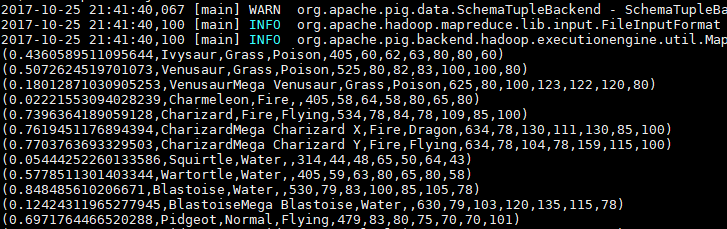 2017-10-25 21:41:40,067 [main] WARN  org.apache.pig.data.SchemaTupleBackend - SchemaTupleBa
2017-10-25 21:41:40,100 [main] INFO  org.apache.hadoop.mapreduce.lib.input.FileInputFormat
2017-10-25 21:41:40,100 [main] INFO  org.apache.pig.backend.hadoop.executionengine.util.Map
(0.4360589511095644,Ivysaur,Grass,Poison,405,60,62,63,80,80,60)
(0.5072624519701073,Venusaur,Grass,Poison,525,80,82,83,100,100,80)
(0.18012871030905253,VenusaurMega Venusaur,Grass,Poison,625,80,100,123,122,120,80)
(0.02221553094028239,Charmeleon,Fire,,405,58,64,58,80,65,80)
(0.7396364189059128,Charizard,Fire,Flying,534,78,84,78,109,85,100)
(0.7619451176894394,CharizardMega Charizard X,Fire,Dragon,634,78,130,111,130,85,100)
(0.7703763693329503,CharizardMega Charizard Y,Fire,Flying,634,78,104,78,159,115,100)
(0.05444252260133586,Squirtle,Water,,314,44,48,65,50,64,43)
(0.5778511301403344,Wartortle,Water,,405,59,63,80,65,80,58)
(0.848485610206671,Blastoise,Water,,530,79,83,100,85,105,78)
(0.12424311965277945,BlastoiseMega Blastoise,Water,,630,79,103,120,135,115,78)
(0.6971764466520288,Pidgeot,Normal,Flying,479,83,80,75,70,70,101)